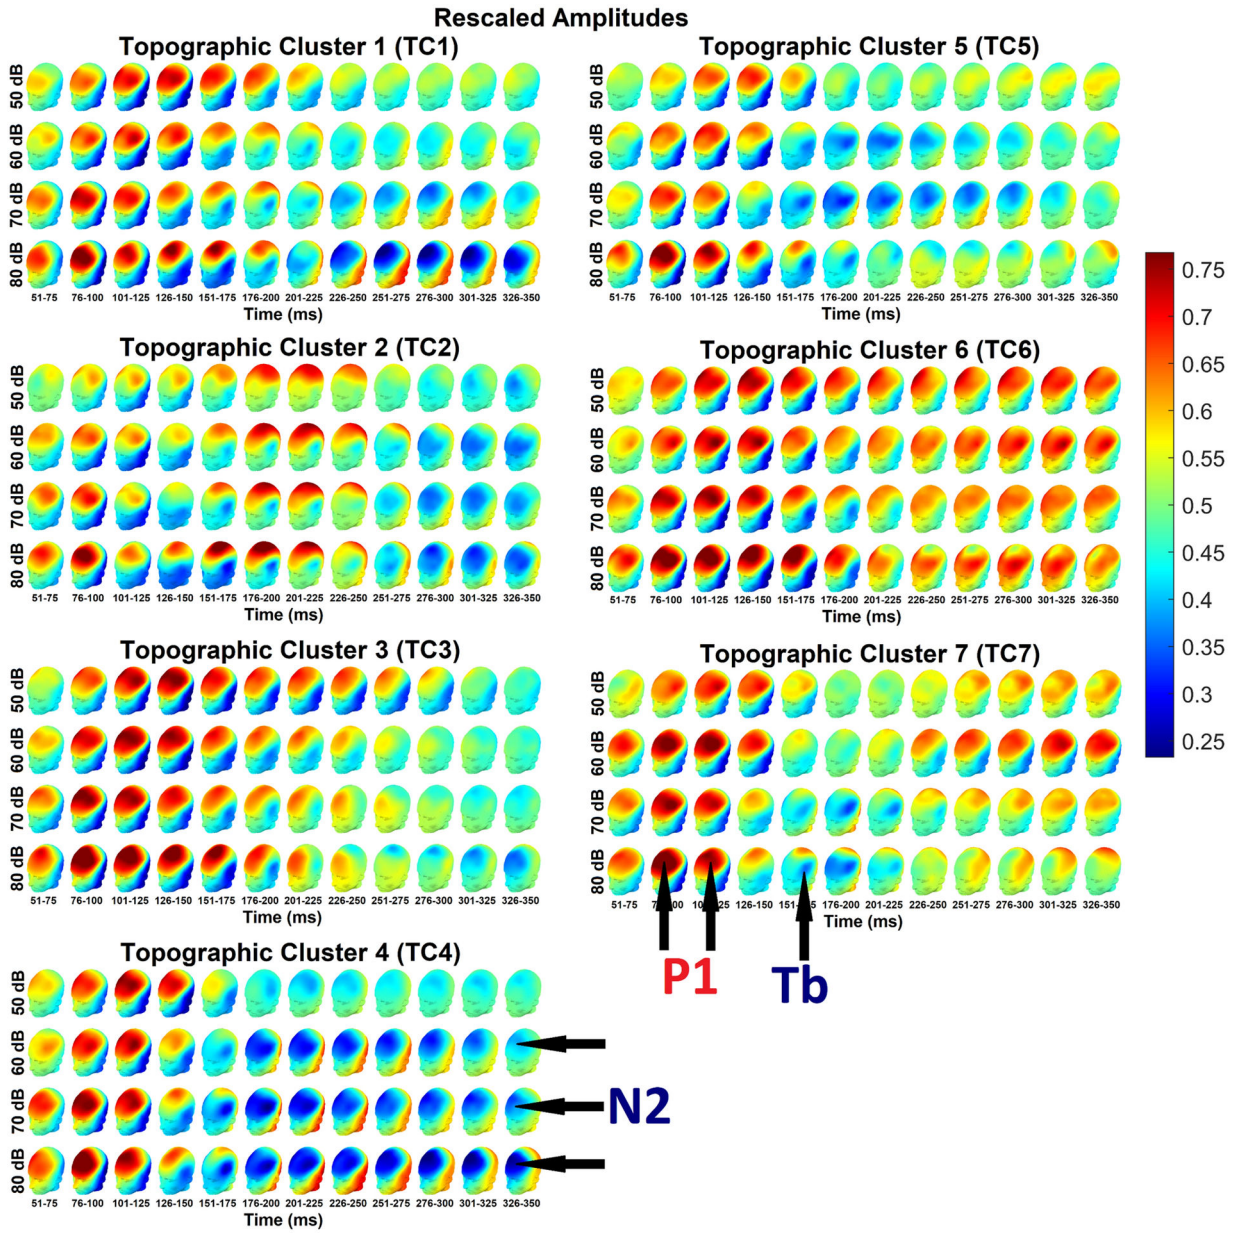 Rescaled Amplitudes
Topographic Cluster 1 (TC1)
50 dB
60 dB
70 dB
80 dB
51-75 76-100 101-125 126-150 151-175 176-200 201-225 226-250 251-275 276-300 301-325 326-350
Time (ms)
Topographic Cluster 2 (TC2)
50 dB
60 dB
70 dB
80 dB
51-75 76-100 101-125 126-150 151-175 176-200 201-225 226-250 251-275 276-300 301-325 326-350
Time (ms)
Topographic Cluster 3 (TC3)
50 dB
60 dB
70 dB
80 dB
51-75 76-100 101-125 126-150 151-175 176-200 201-225 226-250 251-275 276-300 301-325 326-350
Time (ms)
Topographic Cluster 4 (TC4)
50 dB
60 dB
70 dB
80 dB
N2
51-75 76-100 101-125 126-150 151-175 176-200 201-225 226-250 251-275 276-300 301-325 326-350
Time (ms)
Topographic Cluster 5 (TC5)
50 dB
60 dB
70 dB
80 dB
51-75 76-100 101-125 126-150 151-175 176-200 201-225 226-250 251-275 276-300 301-325 326-350
Time (ms)
Topographic Cluster 6 (TC6)
50 dB
60 dB
70 dB
80 dB
51-75 76-100 101-125 126-150 151-175 176-200 201-225 226-250 251-275 276-300 301-325 326-350
Time (ms)
Topographic Cluster 7 (TC7)
50 dB
60 dB
70 dB
80 dB
51-75 126-150 176-200 201-225 226-250 251-275 276-300 301-325 326-350
Time (ms)
P1
Tb
0.75
0.7
0.65
0.6
0.55
0.5
0.45
0.4
0.35
0.3
0.25